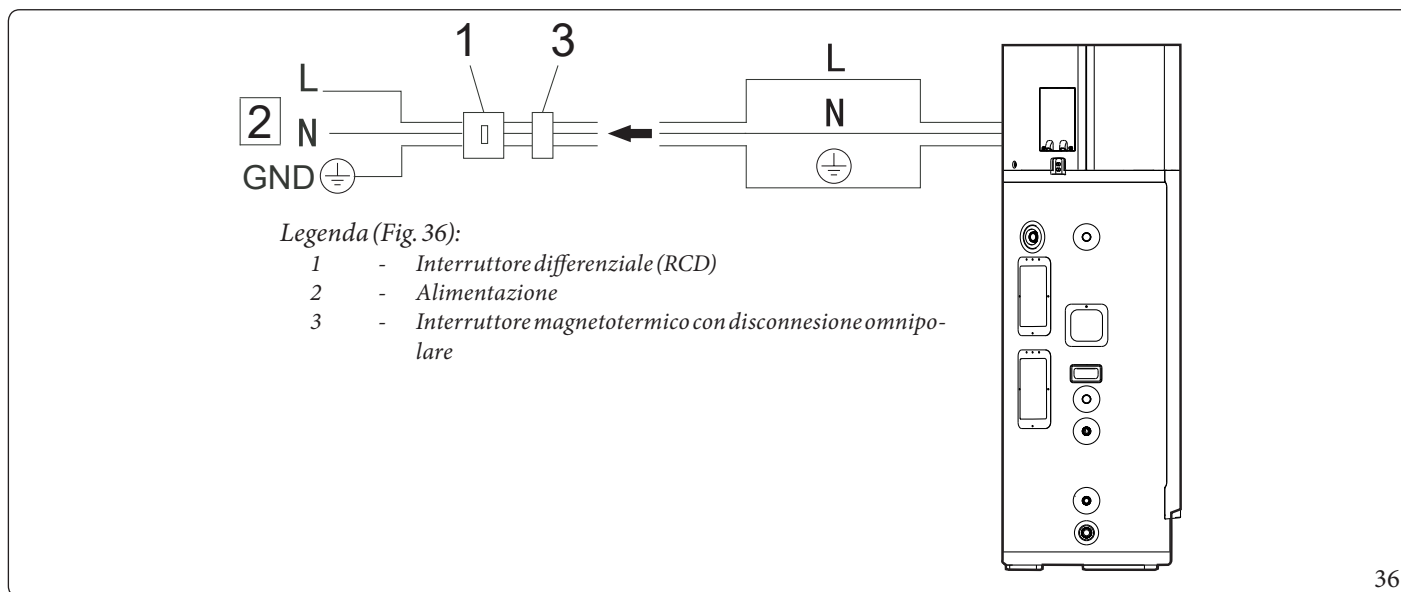 1 3
L
2 N
GND
L
N
Legenda (Fig. 36):
1 - Interruttore differenziale (RCD)
2 - Alimentazione
3 - Interruttore magnetotermico con disconnesione omnipo-
lare
36